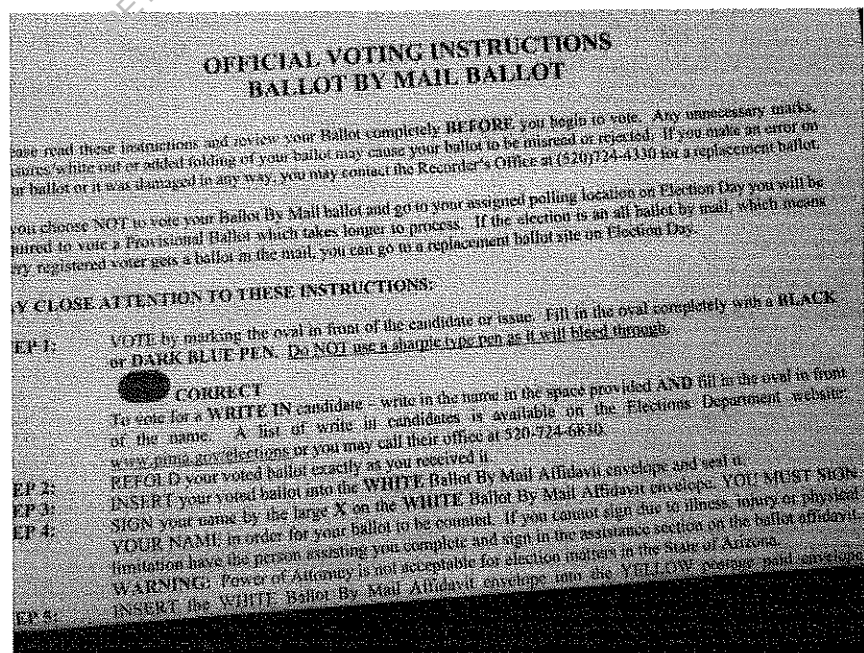 OFFICIAL VOTING INSTRUCTIONS
BALLOT BY MAIL BALLOT
ease read these instructions and review your Ballot completely BEFORE you begin to vote. Any unnecessary marks,
asures/white out or added folding of your ballot may cause your ballot to be misread or rejected. If you make an error on
ur ballot or it was damaged in any way, you may contact the Recorder's Office at (520)724-4330 for a replacement ballot.
you choose NOT to vote your Ballot By Mail ballot and go to your assigned polling location on Election Day you will be
quired to vote a Provisional Ballot which takes longer to process. If the election is an all ballot by mail, which means
ery registered voter gets a ballot in the mail, you can go to a replacement ballot site on Election Day.
Y CLOSE ATTENTION TO THESE INSTRUCTIONS:
EP 1: VOTE by marking the oval in front of the candidate or issue. Fill in the oval completely with a BLACK
or DARK BLUE PEN. Do NOT use a sharpie type pen as it will bleed through.
CORRECT
To vote for a WRITE IN candidate – write in the name in the space provided AND fill in the oval in front
of the name. A list of write in candidates is available on the Elections Department website:
www.pima.gov/elections or you may call their office at 520-724-6830.
EP 2: REFOLD your voted ballot exactly as you received it.
EP 3: INSERT your voted ballot into the WHITE Ballot By Mail Affidavit envelope and seal it.
EP 4: SIGN your name by the large X on the WHITE Ballot By Mail Affidavit envelope. YOU MUST SIGN
YOUR NAME in order for your ballot to be counted. If you cannot sign due to illness, injury or physical
limitation have the person assisting you complete and sign in the assistance section on the ballot affidavit.
WARNING: Power of Attorney is not acceptable for election matters in the State of Arizona.
EP 5: INSERT the WHITE Ballot By Mail Affidavit envelope into the YELLOW postage paid envelope